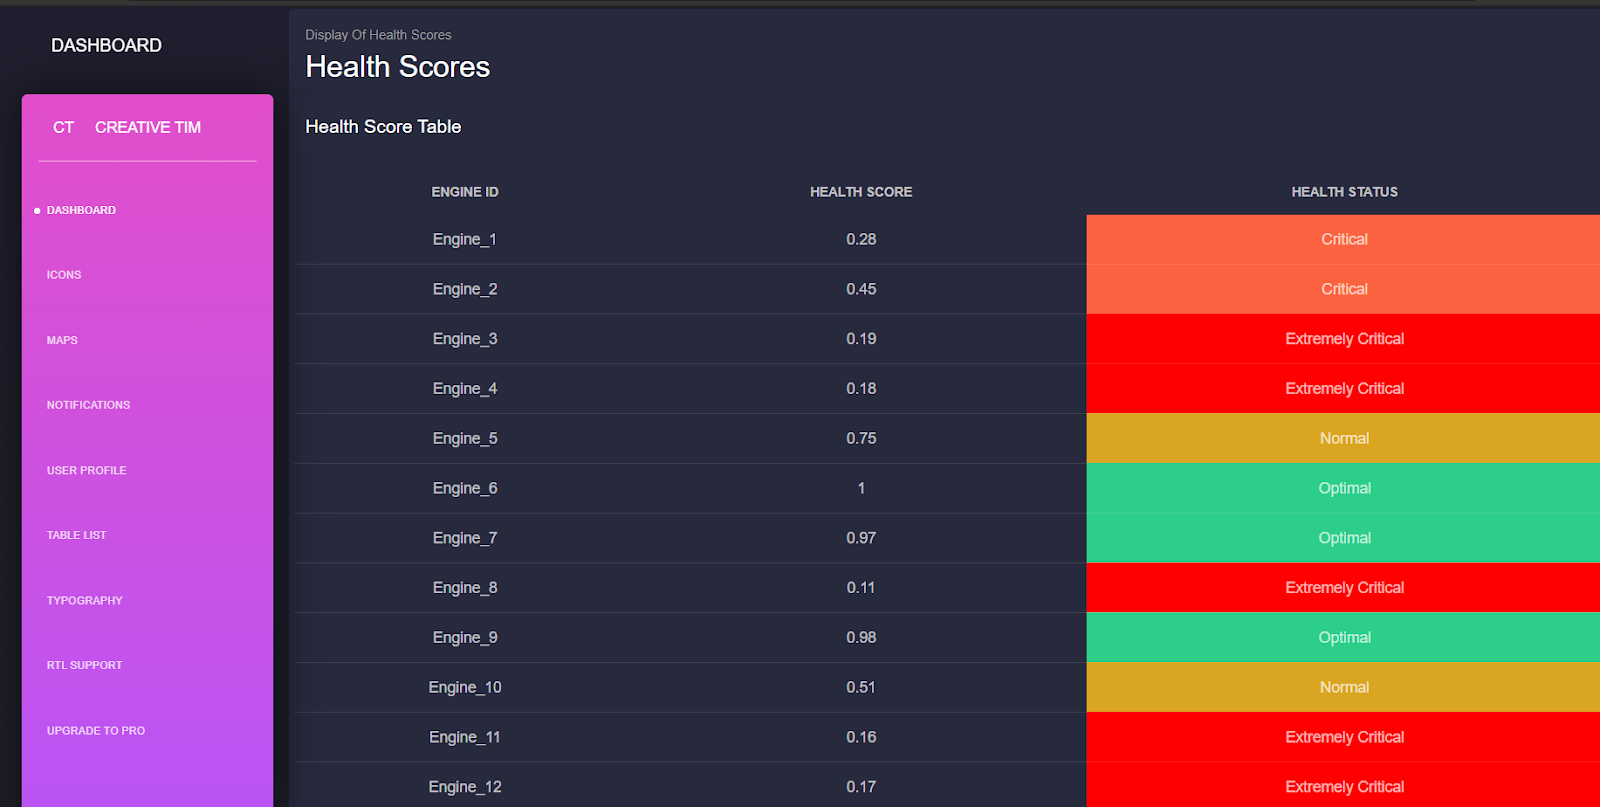 DASHBOARD
CT CREATIVE TIM
DASHBOARD
ICONS
MAPS
NOTIFICATIONS
USER PROFILE
TABLE LIST
TYPOGRAPHY
RTL SUPPORT
UPGRADE TO PRO
Display Of Health Scores
Health Scores
Health Score Table
ENGINE ID HEALTH SCORE HEALTH STATUS
Engine_1 0.28 Critical
Engine_2 0.45 Critical
Engine_3 0.19 Extremely Critical
Engine_4 0.18 Extremely Critical
Engine_5 0.75 Normal
Engine_6 1 Optimal
Engine_7 0.97 Optimal
Engine_8 0.11 Extremely Critical
Engine_9 0.98 Optimal
Engine_10 0.51 Normal
Engine_11 0.16 Extremely Critical
Engine_12 0.17 Extremely Critical